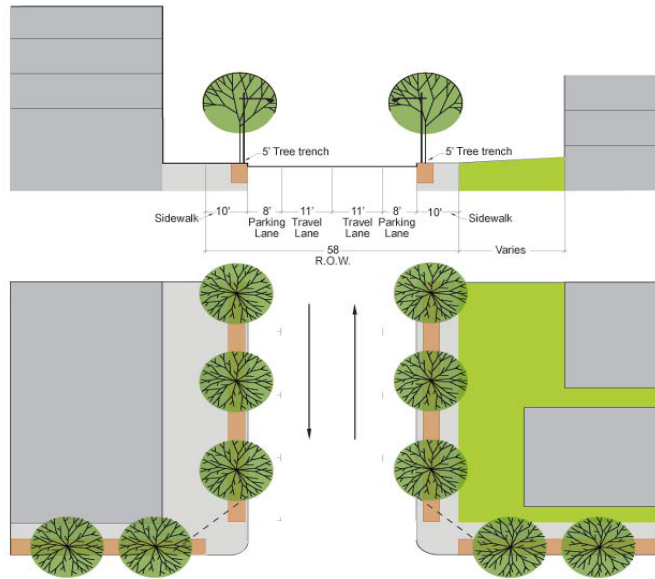 5' Tree trench
5' Tree trench
Sidewalk
10'
8'
11'
11'
8'
10'
Sidewalk
Parking
Lane
Travel
Lane
Travel
Lane
Parking
Lane
58
R.O.W.
Varies